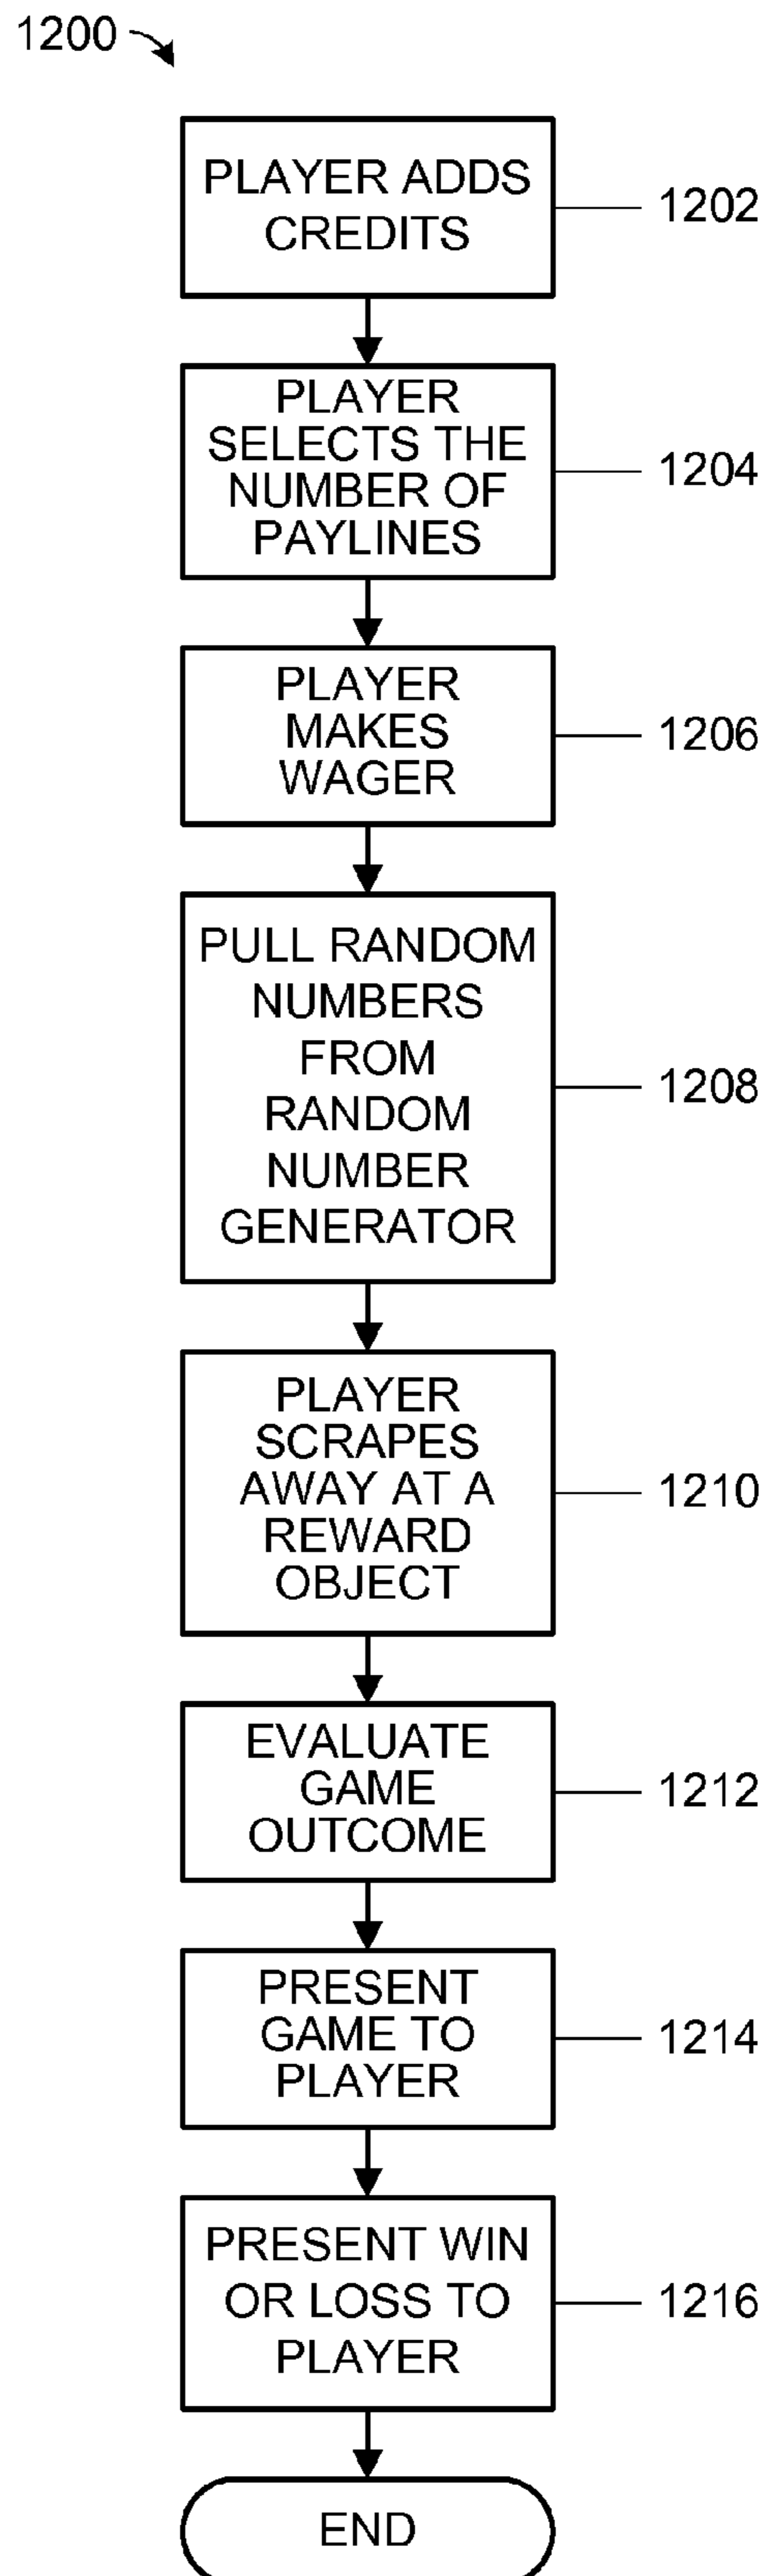 1200
PLAYER ADDS
CREDITS
1202
PLAYER
SELECTS THE
NUMBER OF
PAYLINES
1204
PLAYER
MAKES
WAGER
1206
PULL RANDOM
NUMBERS
FROM
RANDOM
NUMBER
GENERATOR
1208
PLAYER
SCRAPES
AWAY AT A
REWARD
OBJECT
1210
EVALUATE
GAME
OUTCOME
1212
PRESENT
GAME TO
PLAYER
1214
PRESENT WIN
OR LOSS TO
PLAYER
1216
END